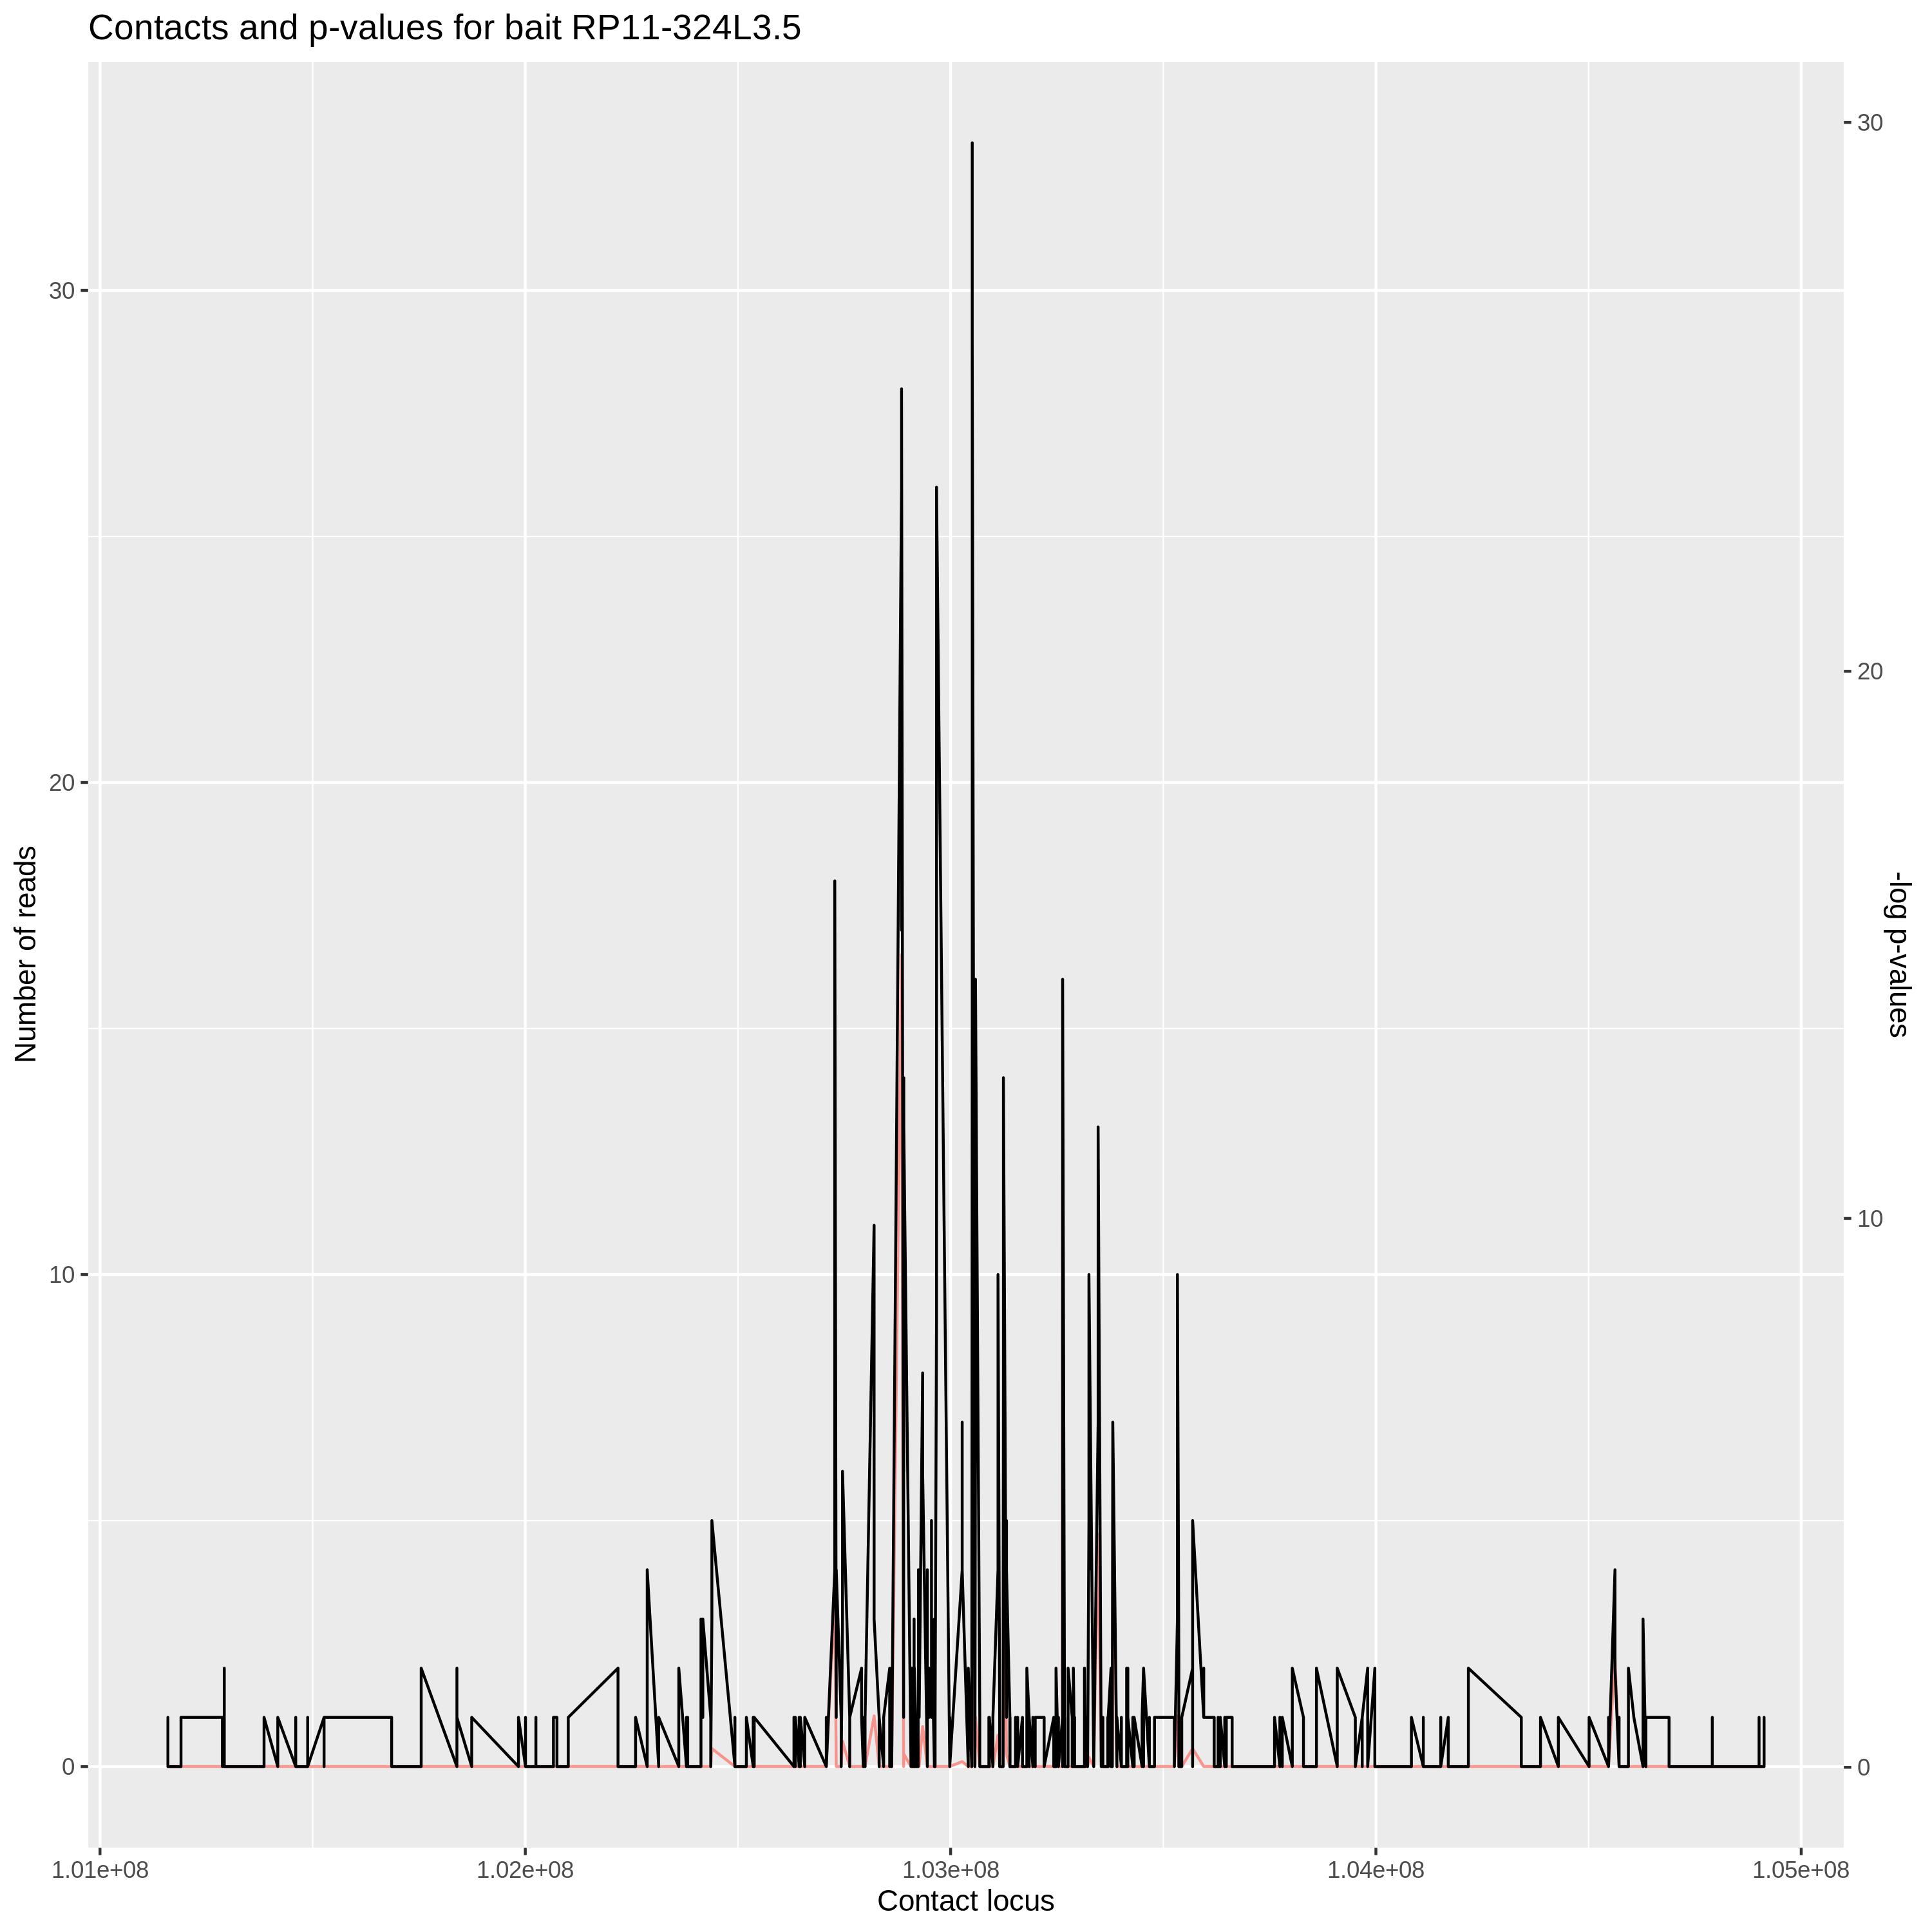 Contacts and p-values for bait RP11-324L3.5
30
20
10
0
Number of reads
30
20
10
0
-log p-values
1.01e+08
1.02e+08
1.03e+08
1.04e+08
1.05e+08
Contact locus